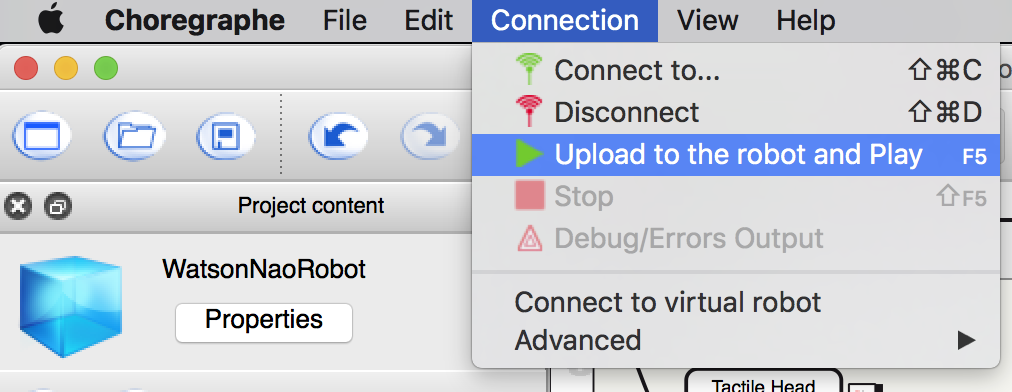 Choregraphe File Edit Connection View Help
Connect to... ⇧⌘C
Disconnect ⇧⌘D
Upload to the robot and Play F5
Stop ⇧F5
Debug/Errors Output
Connect to virtual robot
Advanced
Project content
WatsonNaoRobot
Properties
Tactile Head